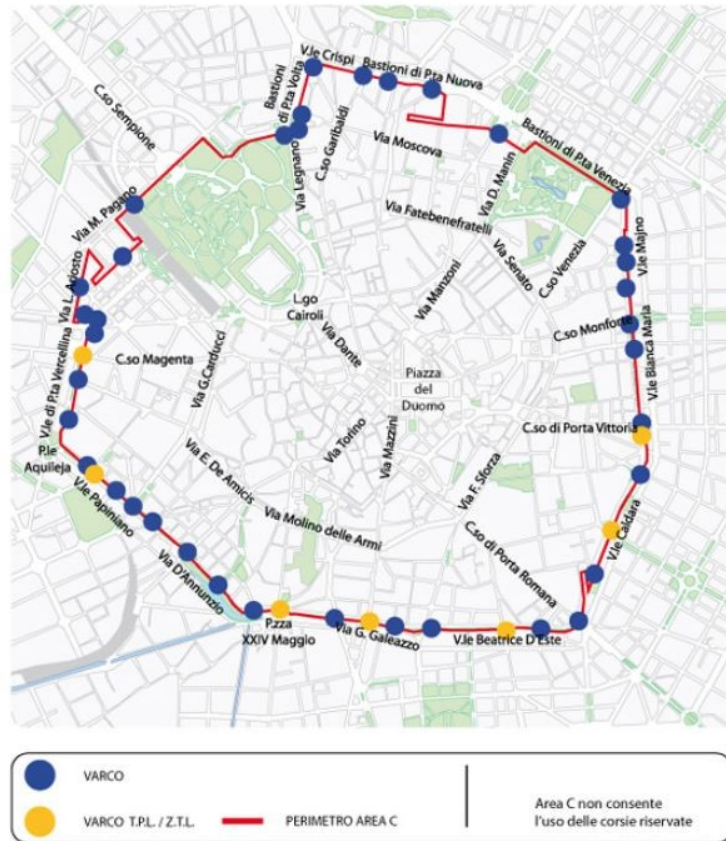 V.le Crispi
Bastioni di P.ta Nuova
Bastioni
di P.ta Volta
C.so Sempione
C.so Garibaldi
Via Legnano
Via Moscova
Bastioni di P.ta Venezia
Via D. Manin
Via M. Pagano
Via Fatebenefratelli
Via Senato
C.so Venezia
V.le Majno
Via L. Ariosto
Via Manzoni
L.go
Cairoli
C.so Monforte
Via Dante
V.le Bianca Maria
C.so Magenta
Via G.Carducci
V.le di P.ta Vercellina
Piazza
del
Duomo
Via Torino
Via Mazzini
C.so di Porta Vittoria
P.le
Aquileja
V.le Papiniano
Via E. De Amicis
Via F. Sforza
Via Molino delle Armi
V.le Caldara
C.so di Porta Romana
Via D'Annunzio
P.zza
XXIV Maggio
Via G. Galeazzo
V.le Beatrice D'Este
VARCO
VARCO T.P.L. / Z.T.L.
PERIMETRO AREA C
Area C non consente
l'uso delle corsie riservate